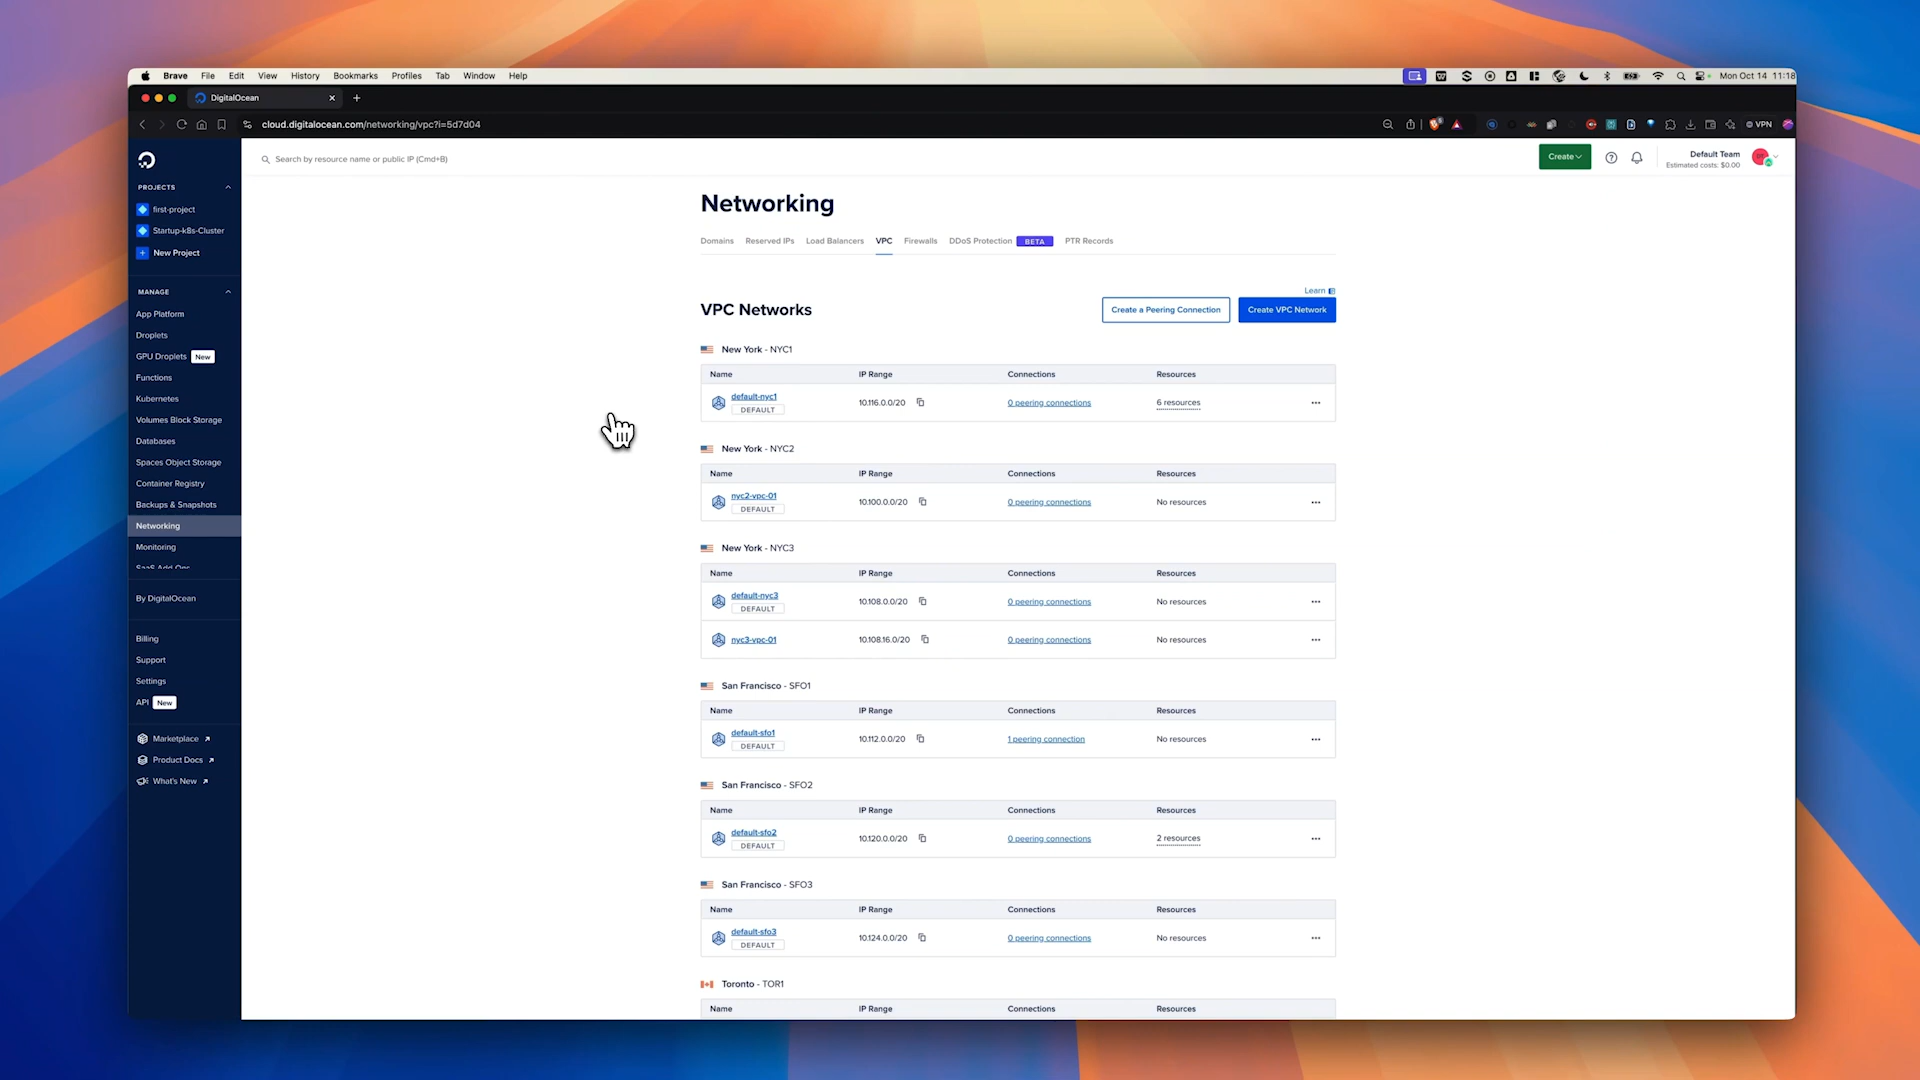 Brave File Edit View History Bookmarks Profiles Tab Window Help
Mon Oct 14 11:18
DigitalOcean
cloud.digitalocean.com/networking/vpc?i=5d7d04
VPN
Search by resource name or public IP (Cmd+B)
Create
Default Team
Estimated costs: $0.00
PROJECTS
first-project
Startup-k8s-Cluster
New Project
MANAGE
App Platform
Droplets
GPU Droplets New
Functions
Kubernetes
Volumes Block Storage
Databases
Spaces Object Storage
Container Registry
Backups & Snapshots
Networking
Monitoring
SaaS Add-Ons
By DigitalOcean
Billing
Support
Settings
API New
Marketplace
Product Docs
What's New
Networking
Domains Reserved IPs Load Balancers VPC Firewalls DDoS Protection BETA PTR Records
Learn
VPC Networks
Create a Peering Connection Create VPC Network
New York - NYC1
Name IP Range Connections Resources
default-nyc1 10.116.0.0/20 0 peering connections 6 resources
DEFAULT
New York - NYC2
Name IP Range Connections Resources
nyc2-vpc-01 10.100.0.0/20 0 peering connections No resources
DEFAULT
New York - NYC3
Name IP Range Connections Resources
default-nyc3 10.108.0.0/20 0 peering connections No resources
DEFAULT
nyc3-vpc-01 10.108.16.0/20 0 peering connections No resources
San Francisco - SFO1
Name IP Range Connections Resources
default-sfo1 10.112.0.0/20 1 peering connection No resources
DEFAULT
San Francisco - SFO2
Name IP Range Connections Resources
default-sfo2 10.120.0.0/20 0 peering connections 2 resources
DEFAULT
San Francisco - SFO3
Name IP Range Connections Resources
default-sfo3 10.124.0.0/20 0 peering connections No resources
DEFAULT
Toronto - TOR1
Name IP Range Connections Resources